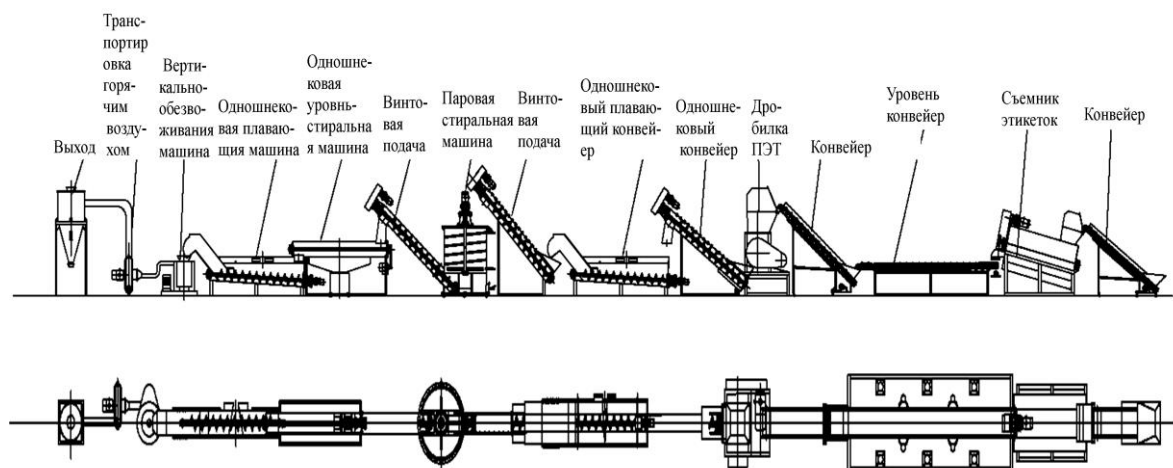 Выход
Транс-
портир
овка
горя-
чим
возду-
хом
Верти-
кально-
обезво-
живания
машина
Одношнеко-
вая плаваю-
щия машина
Одношне-
ковая
уровнь-
стиральна
я машина
Винто-
вая
подача
Паровая
стиральная
машина
Винто-
вая
подача
Одношнеко-
вый плаваю-
щий конвей-
ер
Одношне-
ковый
конвейер
Дро-
билка
ПЭТ
Конвейер
Уровень
конвейер
Съемник
этикеток
Конвейер